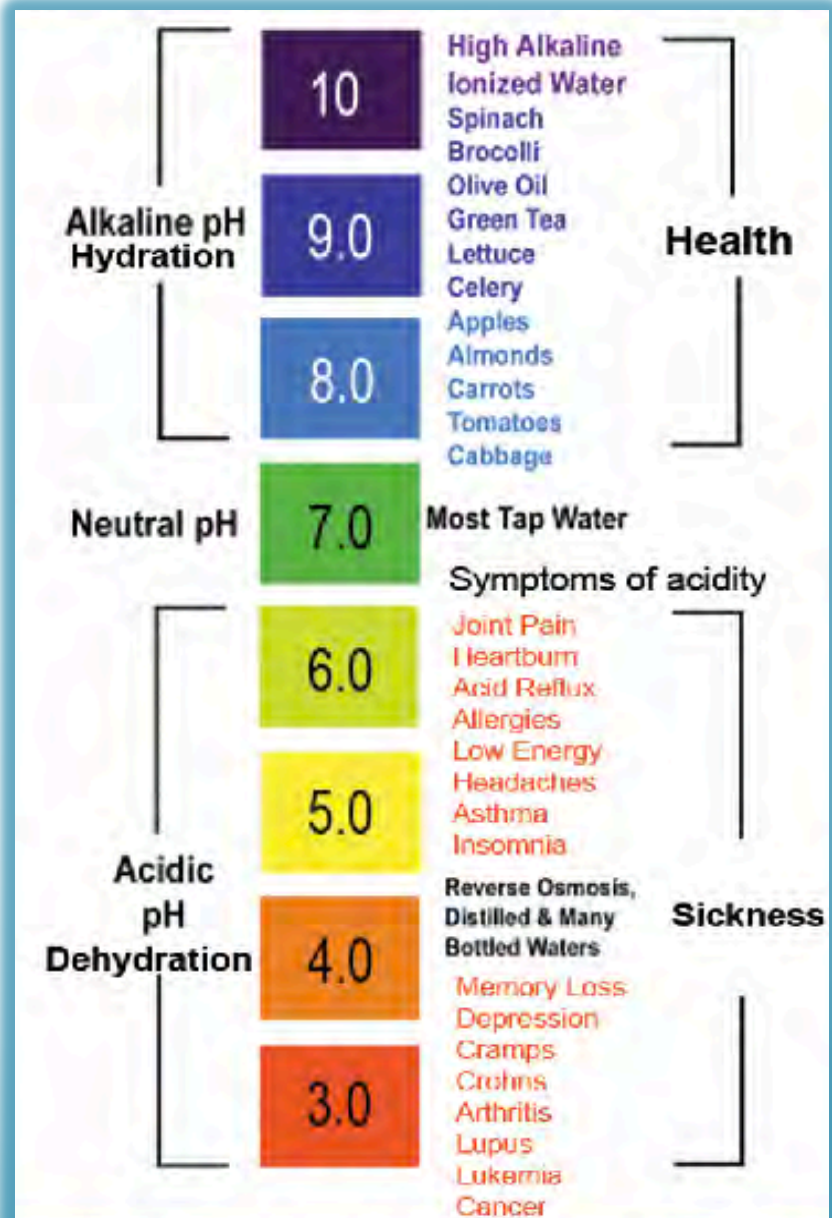 10
High Alkaline
Ionized Water
Spinach
Brocolli
Olive Oil
Green Tea
Lettuce
Celery
Apples
Almonds
Carrots
Tomatoes
Cabbage
Alkaline pH
Hydration
9.0
Health
8.0
Neutral pH
7.0
Most Tap Water
Symptoms of acidity
6.0
Joint Pain
Heartburn
Acid Reflux
Allergies
Low Energy
Headaches
Asthma
Insomnia
5.0
Acidic
pH
Dehydration
4.0
Reverse Osmosis,
Distilled & Many
Bottled Waters
Sickness
Memory Loss
Depression
Cramps
Crohns
Arthritis
Lupus
Lukemia
Cancer
3.0